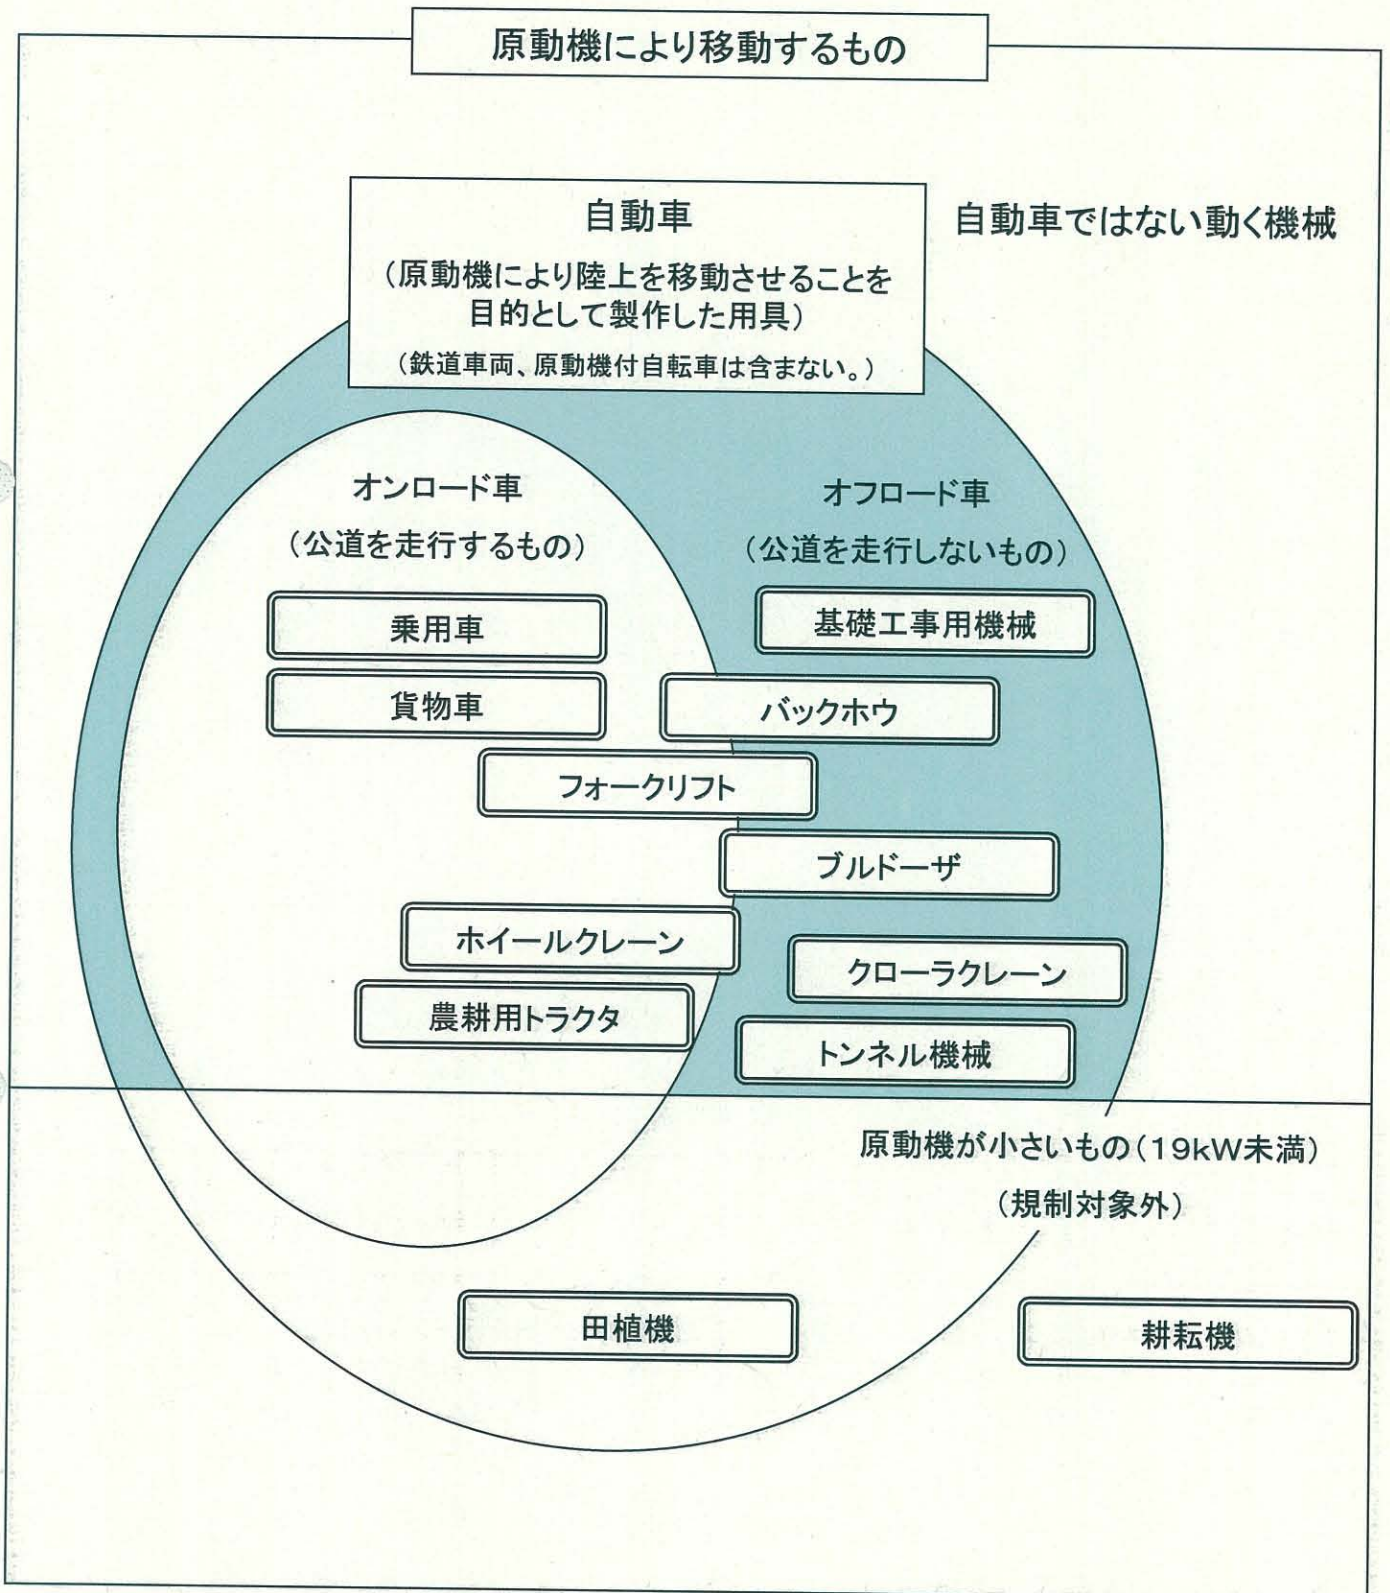 原動機により移動するもの
自動車
自動車ではない動く機械
（原動機により陸上を移動させることを
目的として製作した用具）
（鉄道車両、原動機付自転車は含まない。）
オンロード車
（公道を走行するもの）
オフロード車
（公道を走行しないもの）
乗用車
基礎工事用機械
貨物車
バックホウ
フォークリフト
ブルドーザ
ホイールクレーン
クローラクレーン
農耕用トラクタ
トンネル機械
原動機が小さいもの（19kW未満）
（規制対象外）
田植機
耕耘機